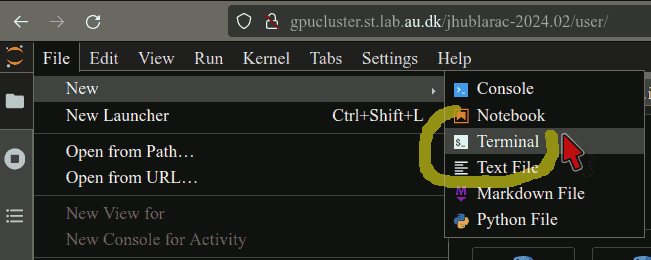 gpucluster.st.lab.au.dk/jhublarac-2024.02/user/
File Edit View Run Kernel Tabs Settings Help
New
New Launcher Ctrl+Shift+L
Open from Path…
Open from URL…
New View for
New Console for Activity
Console
Notebook
Terminal
Text File
Markdown File
Python File